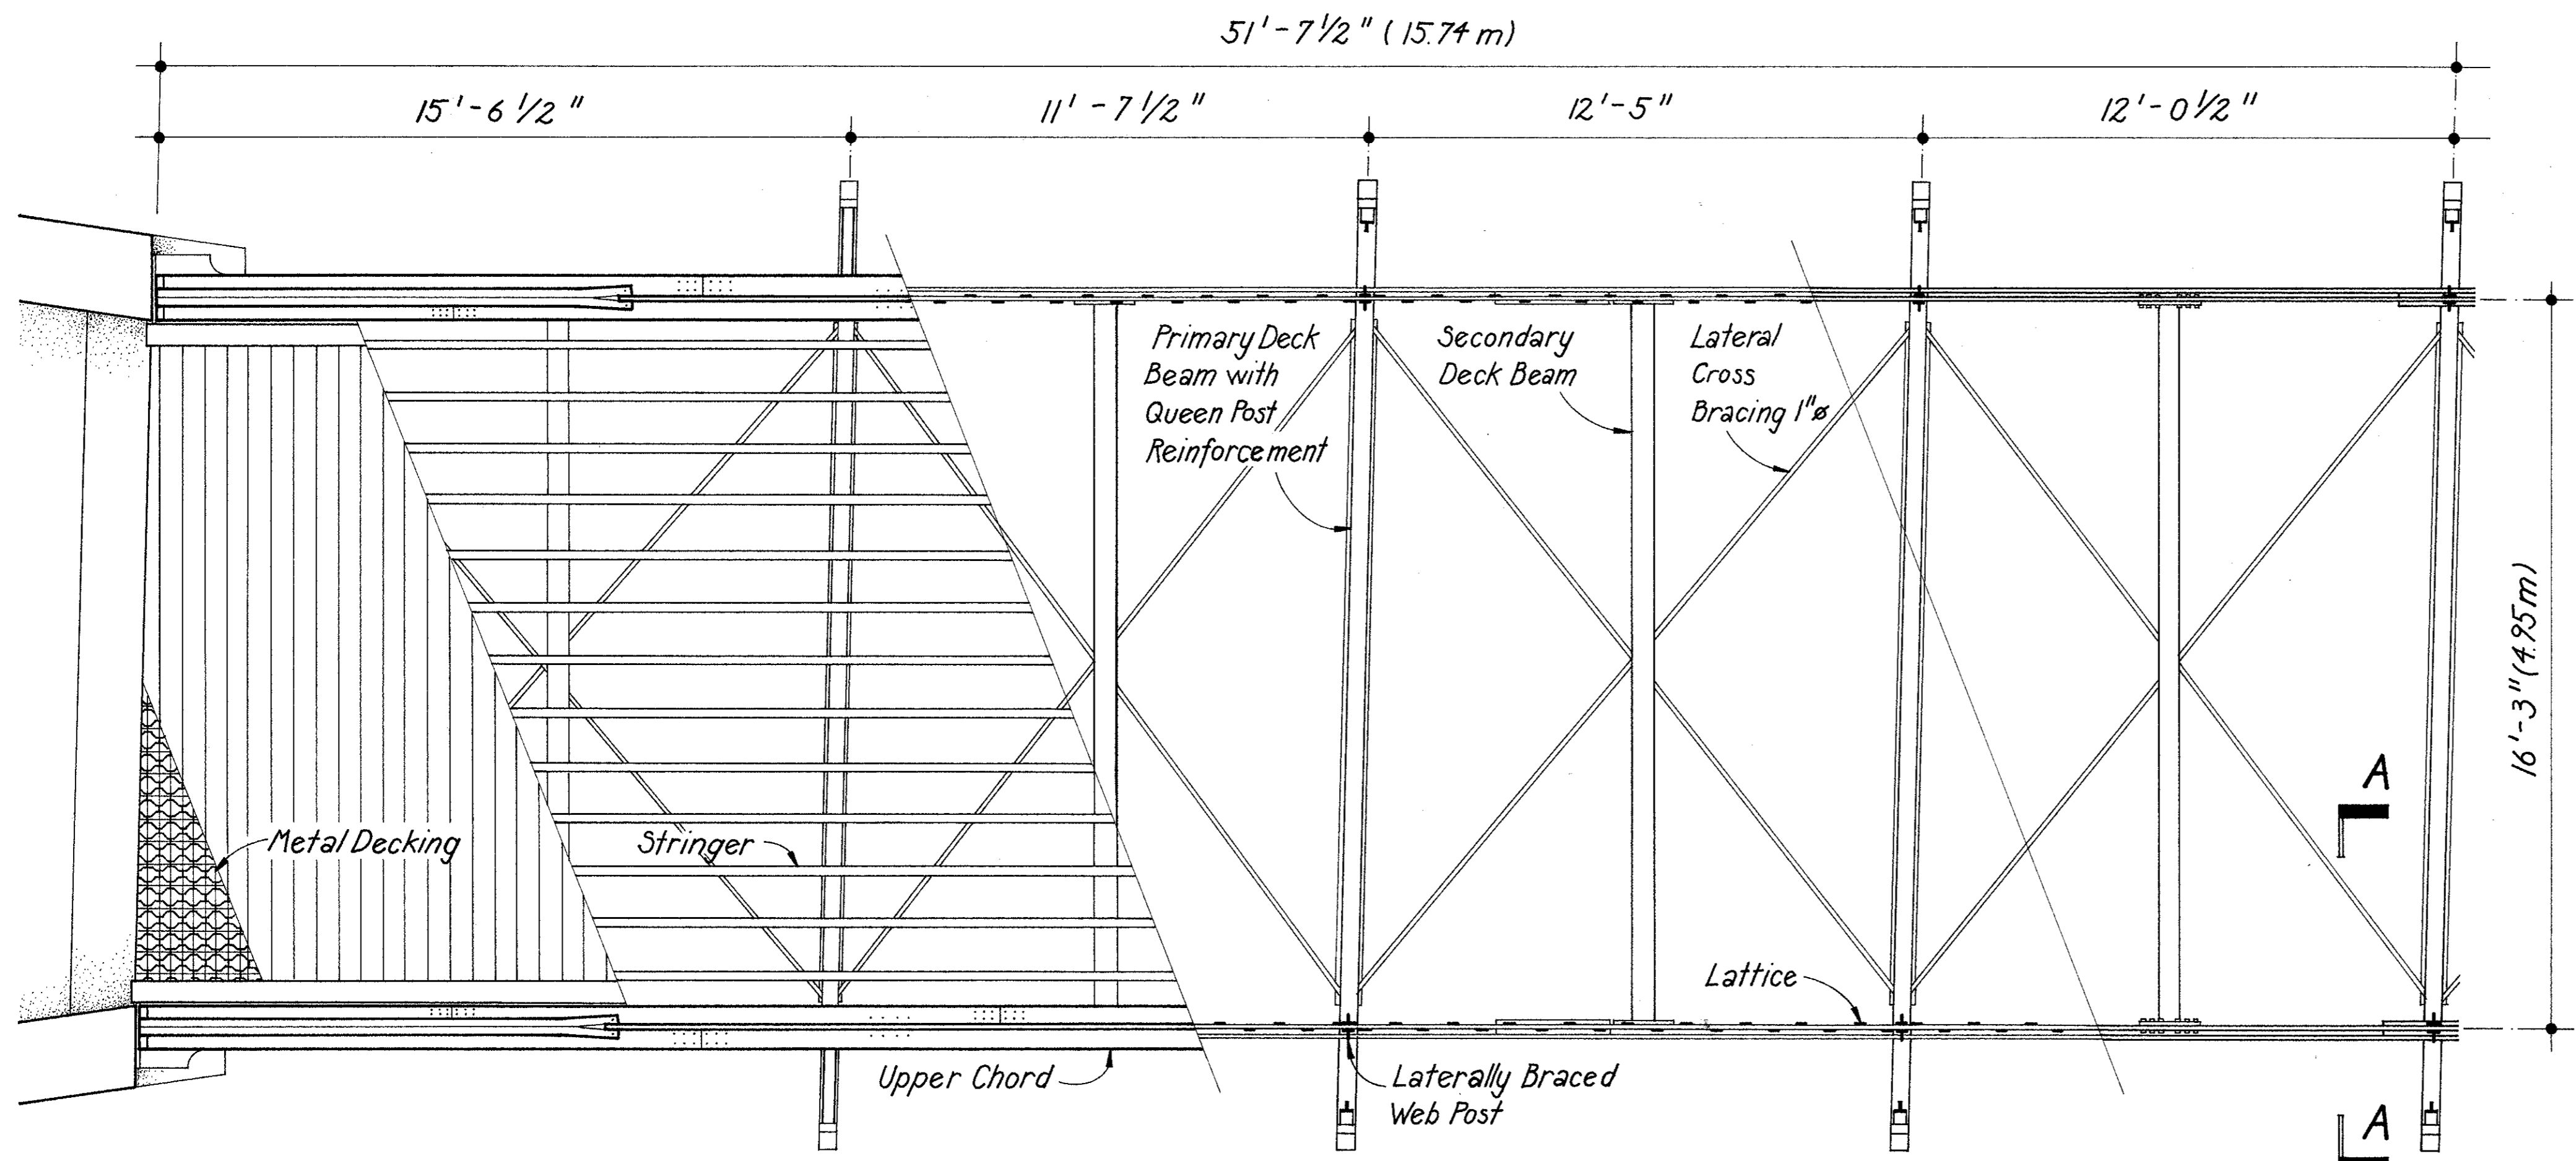 51'-7 1/2" (15.74 m)
15'-6 1/2"
11'-7 1/2"
12'-5"
12'-0 1/2"
Primary Deck
Beam with
Queen Post
Reinforcement
Secondary
Deck Beam
Lateral
Cross
Bracing 1"ø
16'-3" (4.95m)
A
Metal Decking
Stringer
Lattice
Upper Chord
Laterally Braced
Web Post
A